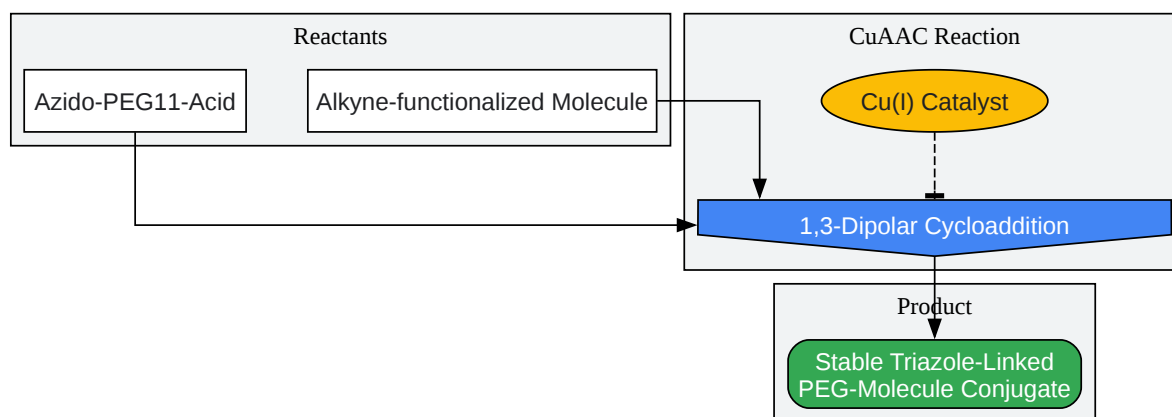 Reactants
CuAAC Reaction
Azido-PEG11-Acid
Alkyne-functionalized Molecule
Cu(I) Catalyst
1,3-Dipolar Cycloaddition
Product
Stable Triazole-Linked
PEG-Molecule Conjugate